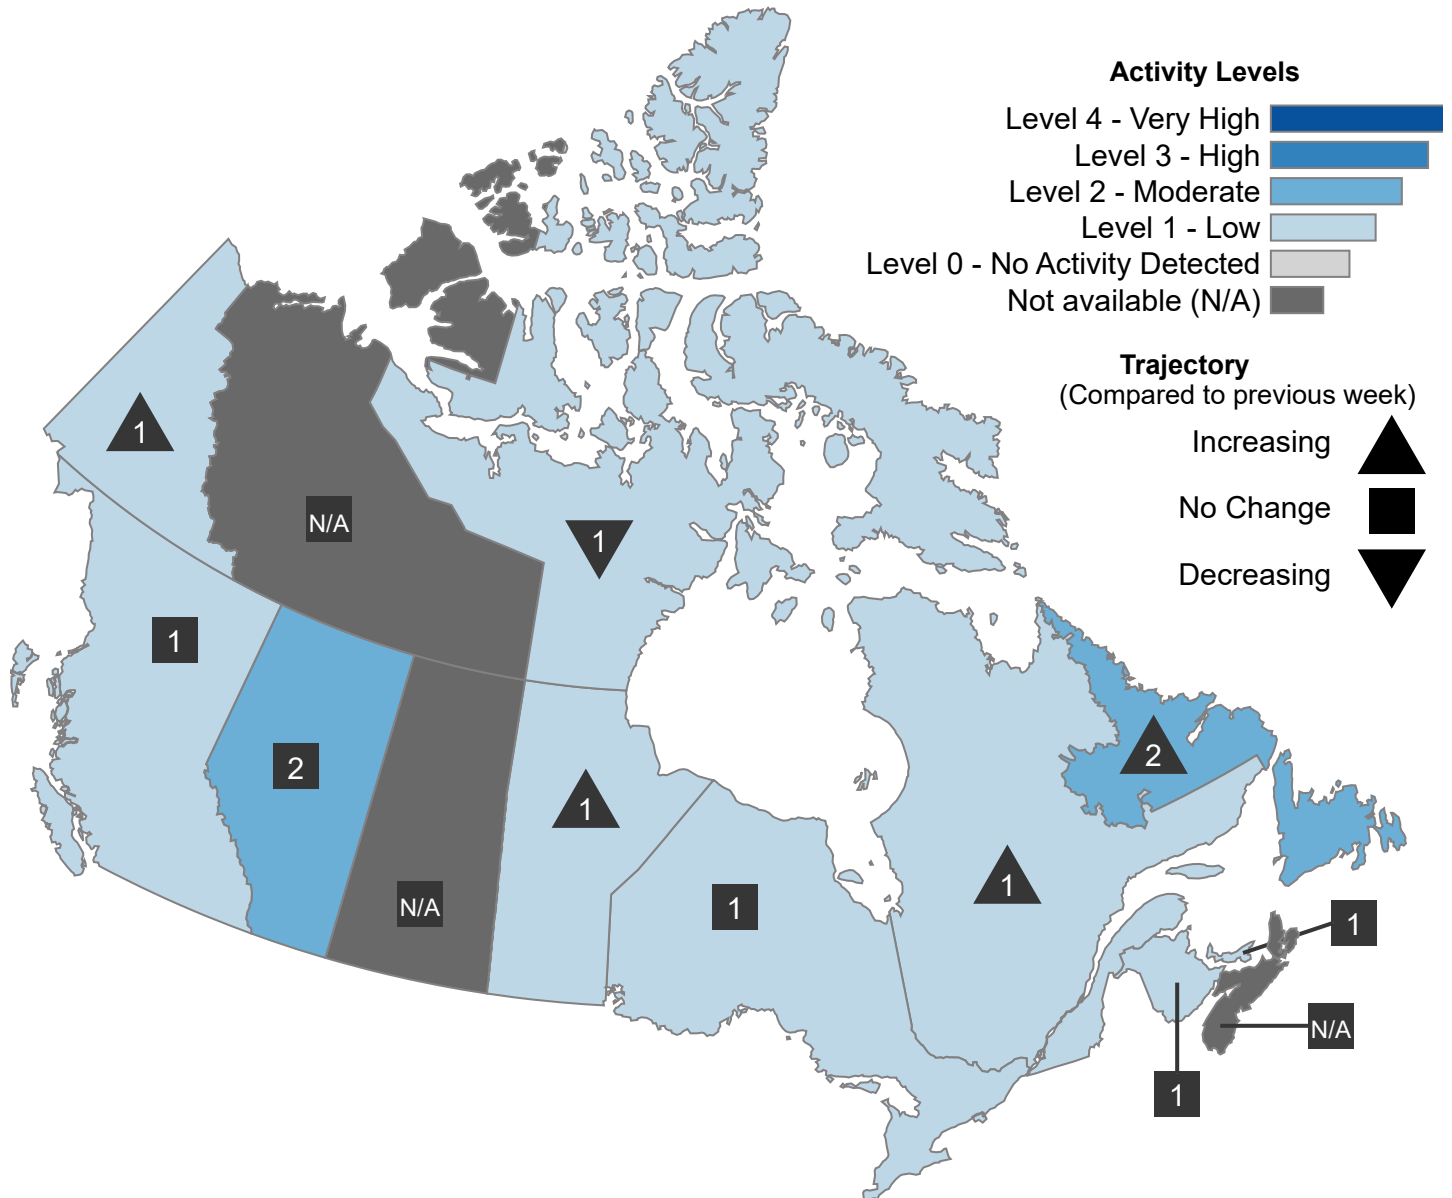 Activity Levels
Level 4 - Very High
Level 3 - High
Level 2 - Moderate
Level 1 - Low
Level 0 - No Activity Detected
Not available (N/A)
Trajectory
(Compared to previous week)
Increasing
No Change
Decreasing
1
N/A
1
1
2
2
1
N/A
1
1
1
N/A
1